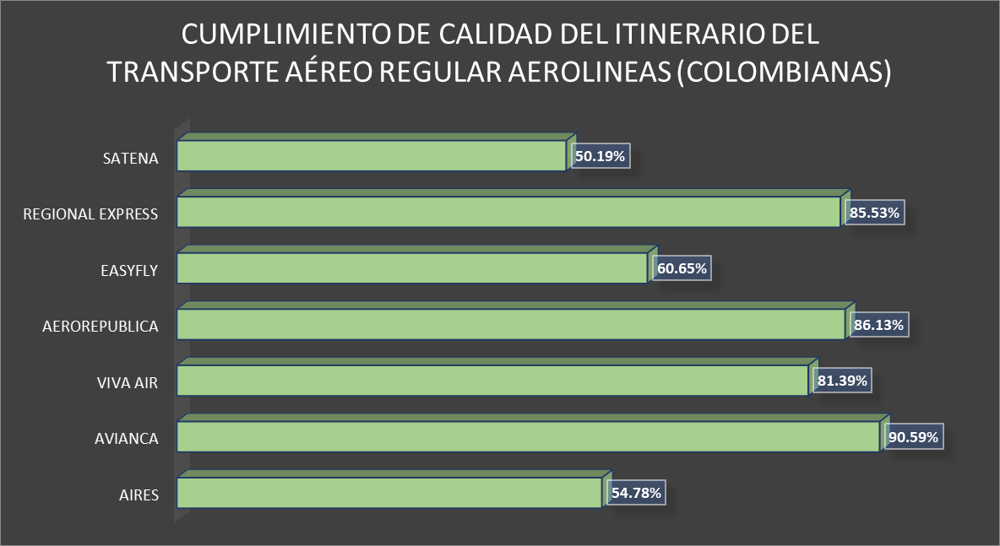 CUMPLIMIENTO DE CALIDAD DEL ITINERARIO DEL
TRANSPORTE AÉREO REGULAR AEROLINEAS (COLOMBIANAS)
SATENA 50.19%
REGIONAL EXPRESS 85.53%
EASYFLY 60.65%
AEROREPUBLICA 86.13%
VIVA AIR 81.39%
AVIANCA 90.59%
AIRES 54.78%